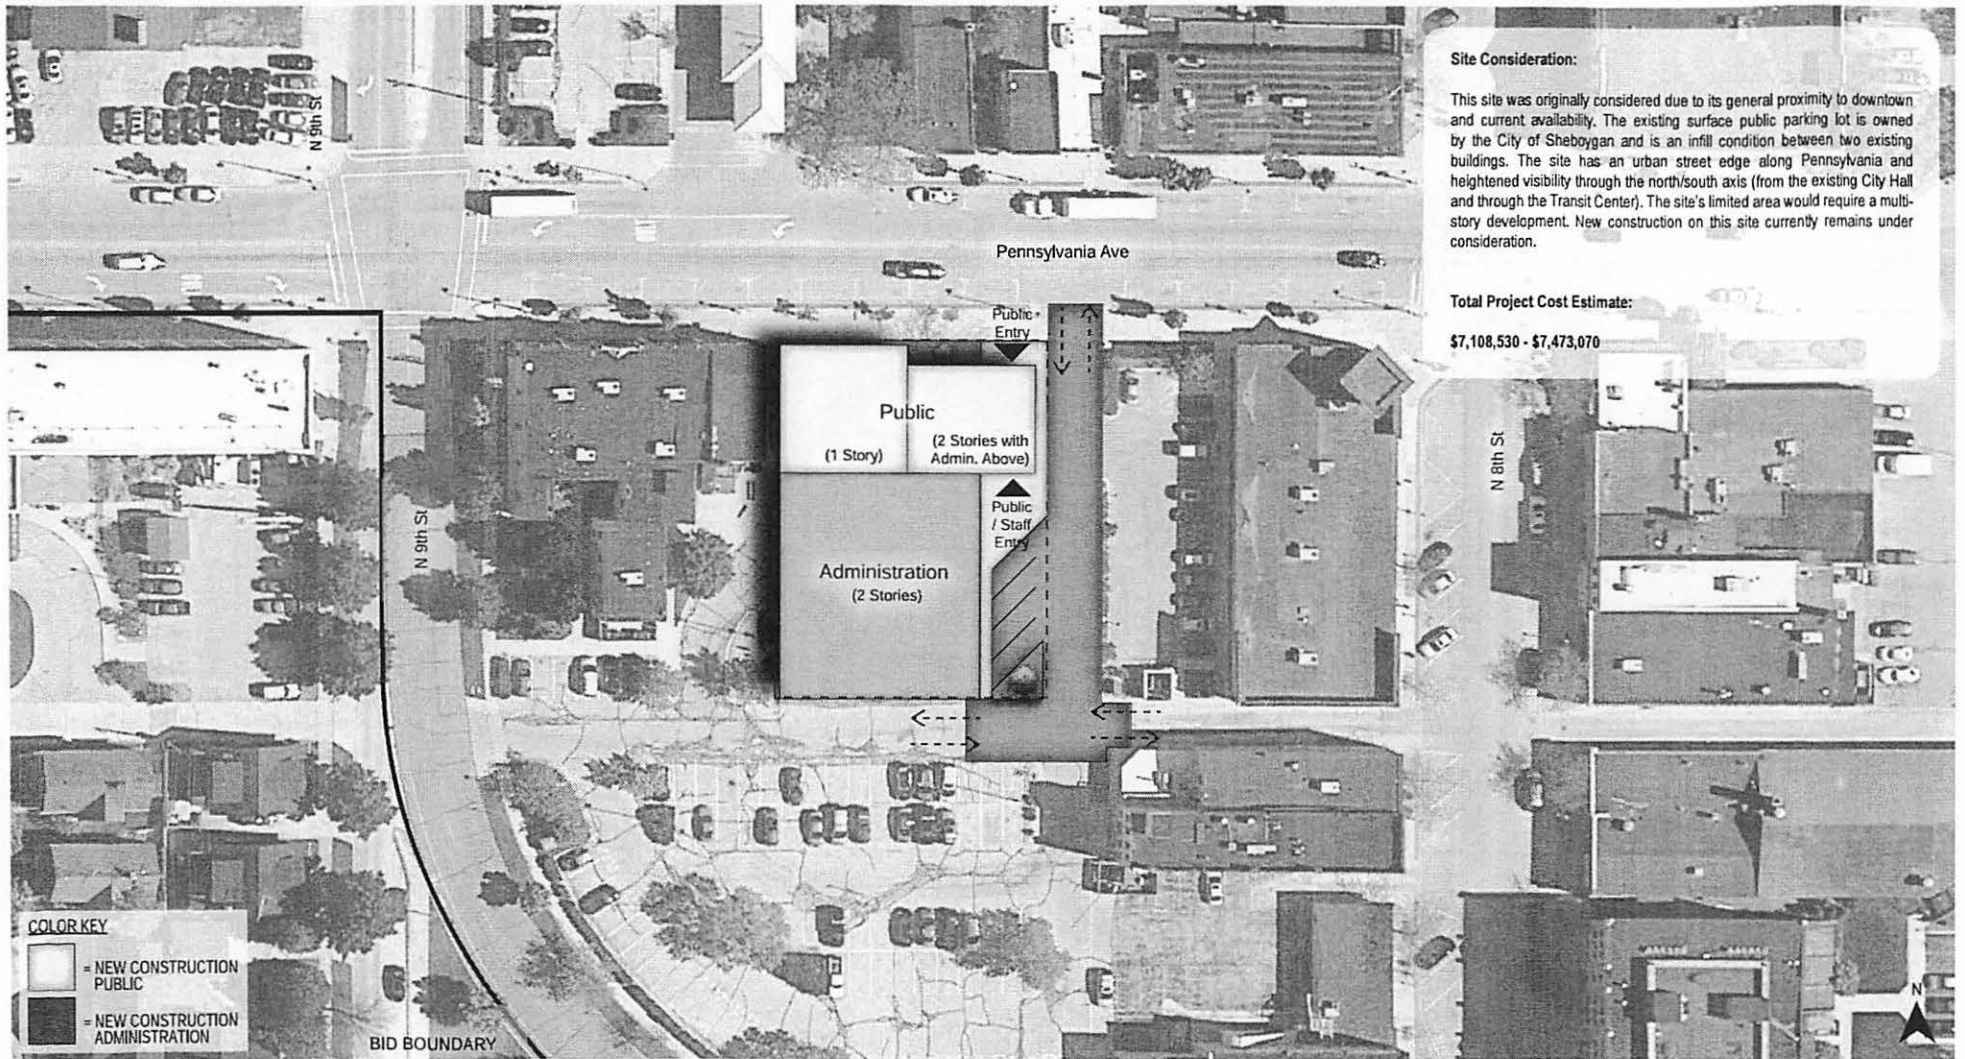 Site Consideration:
This site was originally considered due to its general proximity to downtown
and current availability. The existing surface public parking lot is owned
by the City of Sheboygan and is an infill condition between two existing
buildings. The site has an urban street edge along Pennsylvania and
heightened visibility through the north/south axis (from the existing City Hall
and through the Transit Center). The site's limited area would require a multi-
story development. New construction on this site currently remains under
consideration.
Total Project Cost Estimate:
$7,108,530 - $7,473,070
N 9th St
Pennsylvania Ave
Public
Entry
Public
(1 Story)
(2 Stories with
Admin. Above)
Public
/ Staff
Entry
Administration
(2 Stories)
N 9th St
N 8th St
COLOR KEY
= NEW CONSTRUCTION
PUBLIC
= NEW CONSTRUCTION
ADMINISTRATION
BID BOUNDARY
N